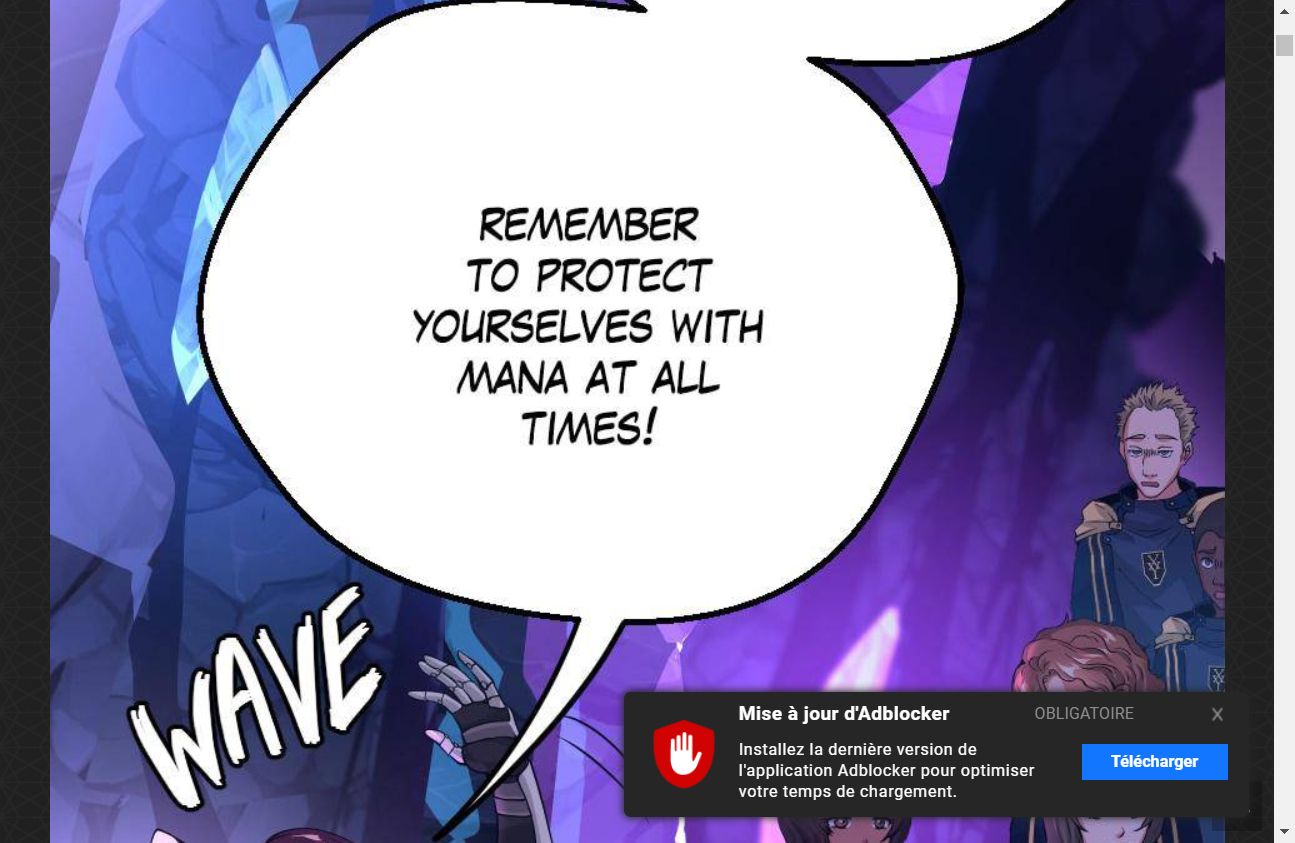 REMEMBER
TO PROTECT
YOURSELVES WITH
MANA AT ALL
TIMES!
WAVE
Mise à jour d'Adblocker
OBLIGATOIRE
X
Installez la dernière version de
l'application Adblocker pour optimiser
votre temps de chargement.
Télécharger